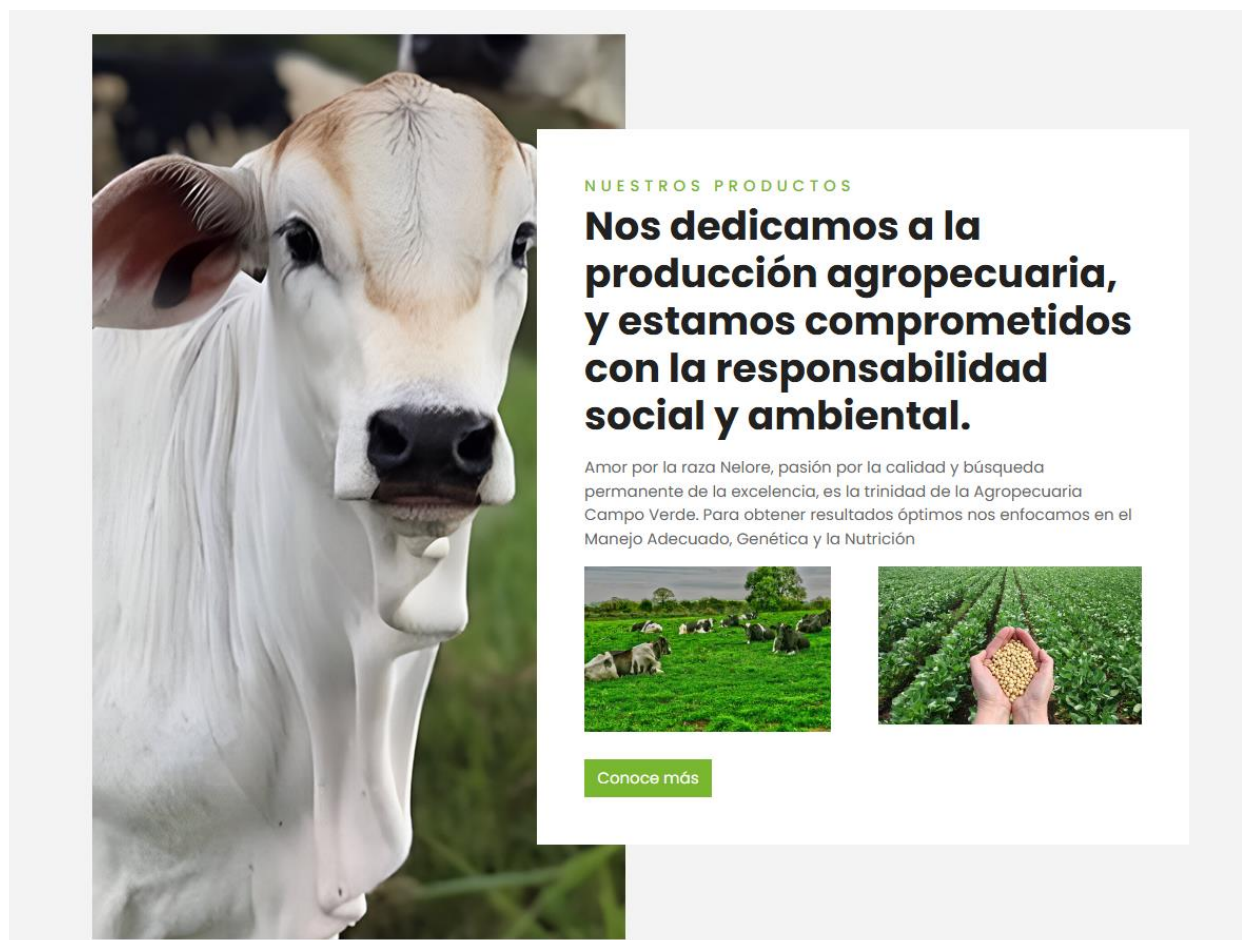 NUESTROS PRODUCTOS
Nos dedicamos a la
producción agropecuaria,
y estamos comprometidos
con la responsabilidad
social y ambiental.
Amor por la raza Nelore, pasión por la calidad y búsqueda
permanente de la excelencia, es la trinidad de la Agropecuaria
Campo Verde. Para obtener resultados óptimos nos enfocamos en el
Manejo Adecuado, Genética y la Nutrición
Conoce más